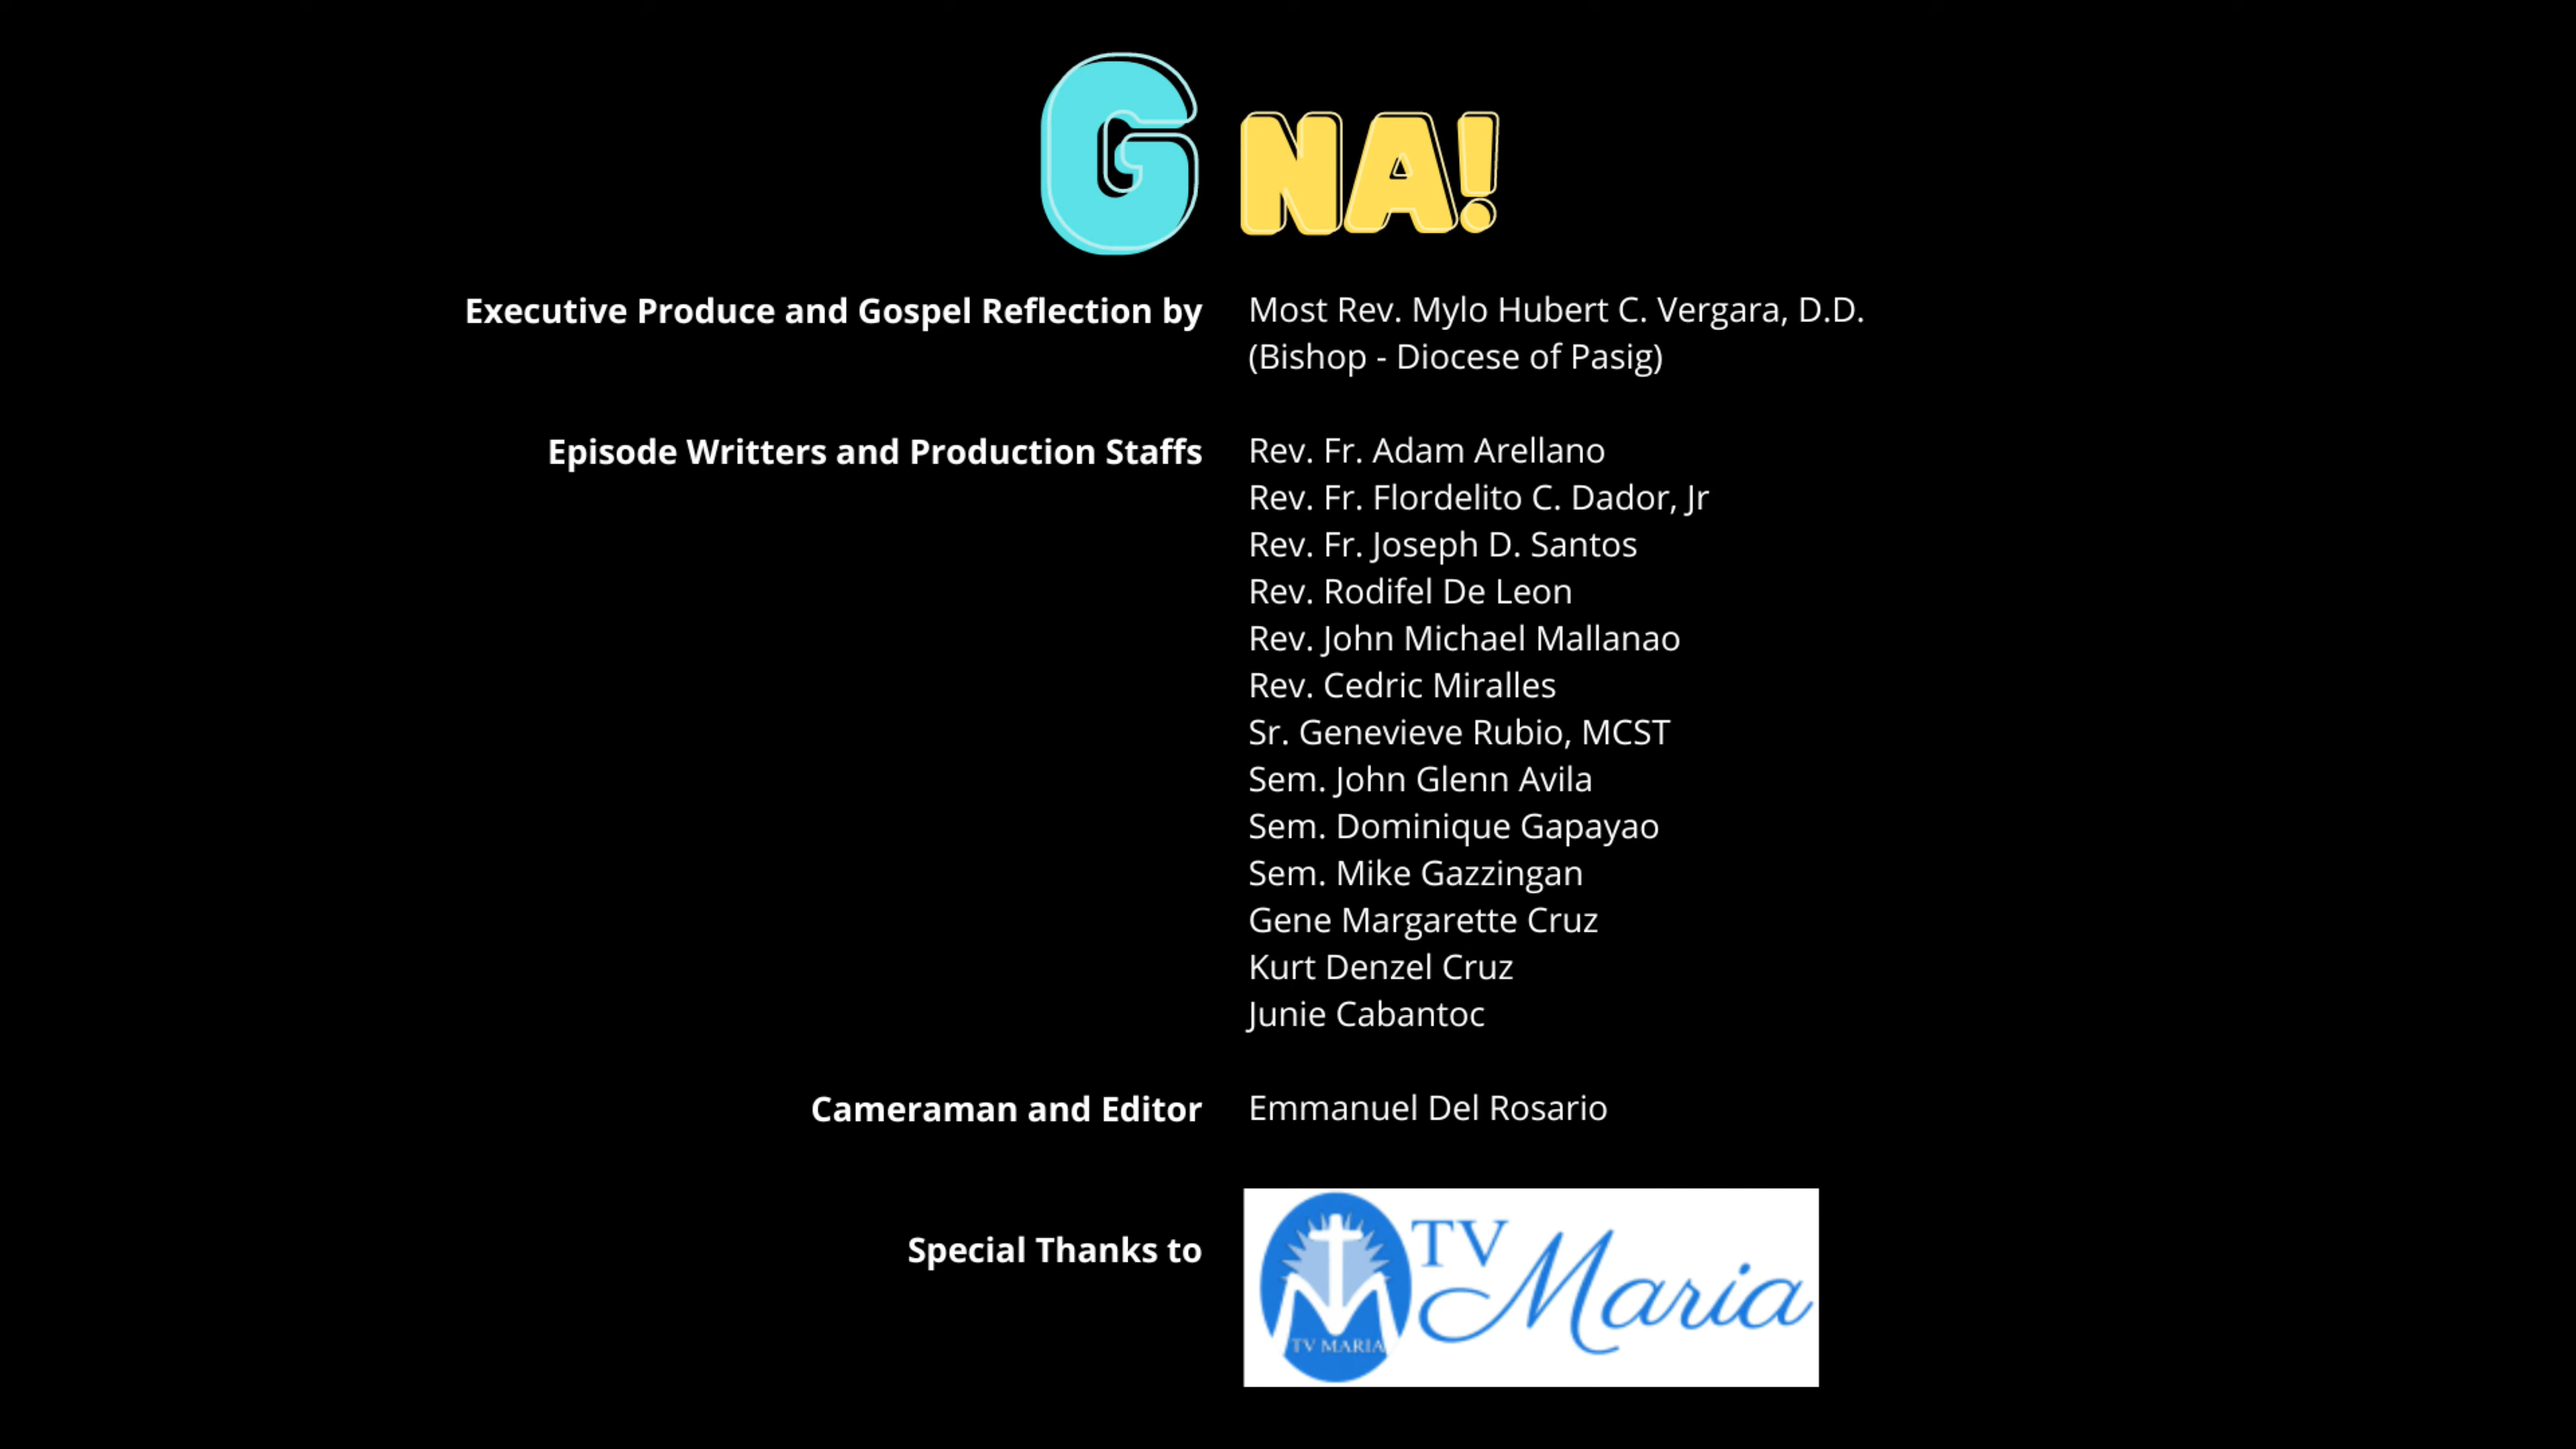 G NA!
Executive Produce and Gospel Reflection by Most Rev. Mylo Hubert C. Vergara, D.D.
(Bishop - Diocese of Pasig)
Episode Writters and Production Staffs Rev. Fr. Adam Arellano
Rev. Fr. Flordelito C. Dador, Jr
Rev. Fr. Joseph D. Santos
Rev. Rodifel De Leon
Rev. John Michael Mallanao
Rev. Cedric Miralles
Sr. Genevieve Rubio, MCST
Sem. John Glenn Avila
Sem. Dominique Gapayao
Sem. Mike Gazzingan
Gene Margarette Cruz
Kurt Denzel Cruz
Junie Cabantoc
Cameraman and Editor Emmanuel Del Rosario
Special Thanks to
TV Maria
TV MARIA